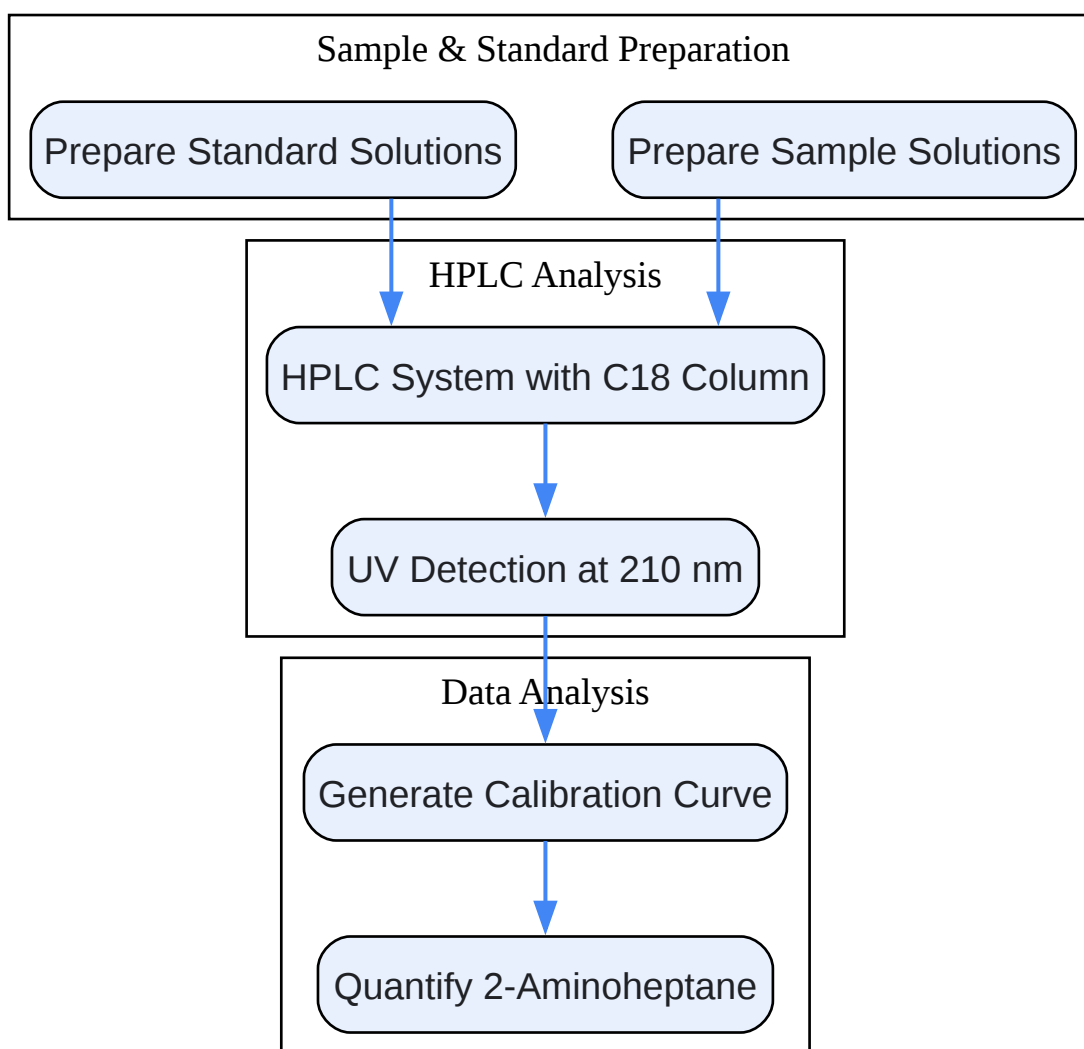 Sample & Standard Preparation
Prepare Standard Solutions
Prepare Sample Solutions
HPLC Analysis
HPLC System with C18 Column
UV Detection at 210 nm
Data Analysis
Generate Calibration Curve
Quantify 2-Aminoheptane